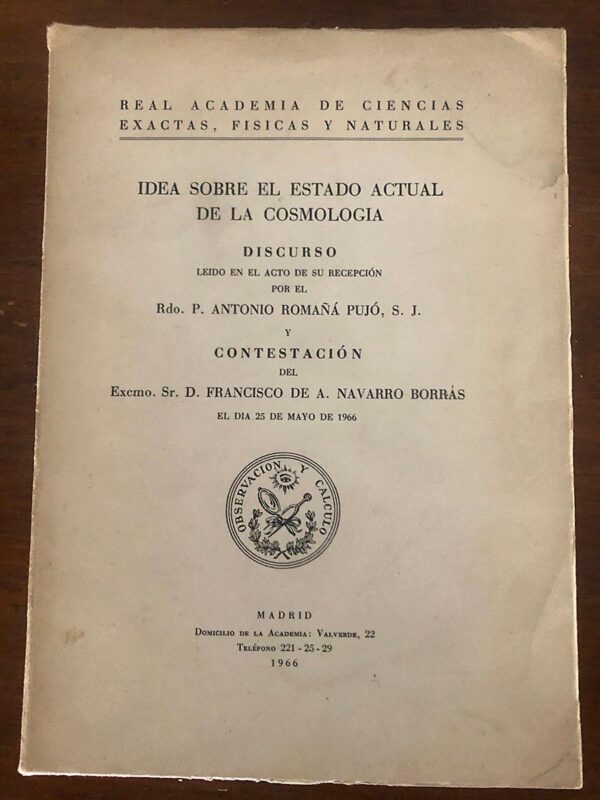 REAL ACADEMIA DE CIENCIAS
EXACTAS, FISICAS Y NATURALES
IDEA SOBRE EL ESTADO ACTUAL
DE LA COSMOLOGIA
DISCURSO
LEIDO EN EL ACTO DE SU RECEPCIÓN
POR EL
Rdo. P. ANTONIO ROMAÑÁ PUJÓ, S. J.
Y
CONTESTACIÓN
DEL
Excmo. Sr. D. FRANCISCO DE A. NAVARRO BORRÁS
EL DIA 25 DE MAYO DE 1966
OBSERVACION Y CALCULO
MADRID
Domicilio de la Academia: Valverde, 22
Teléfono 221-25-29
1966